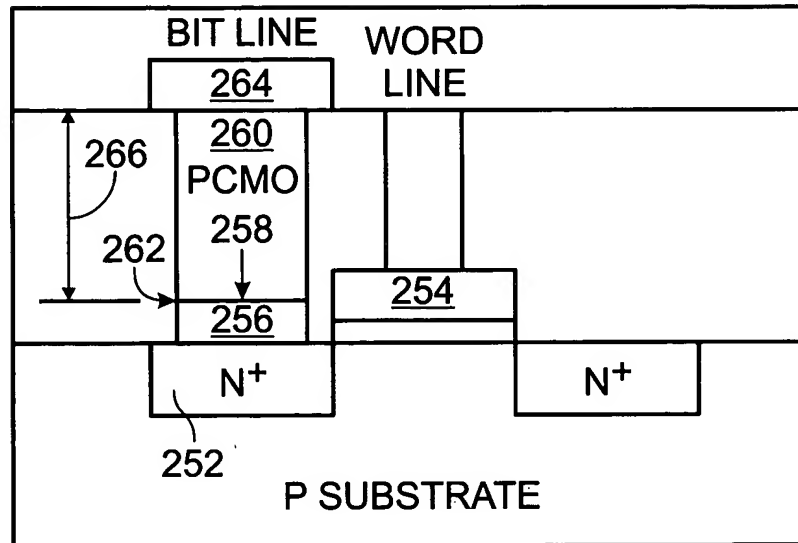 BIT LINE
WORD
LINE
264
260
PCMO
266
258
262
254
256
N+
N+
252
P SUBSTRATE